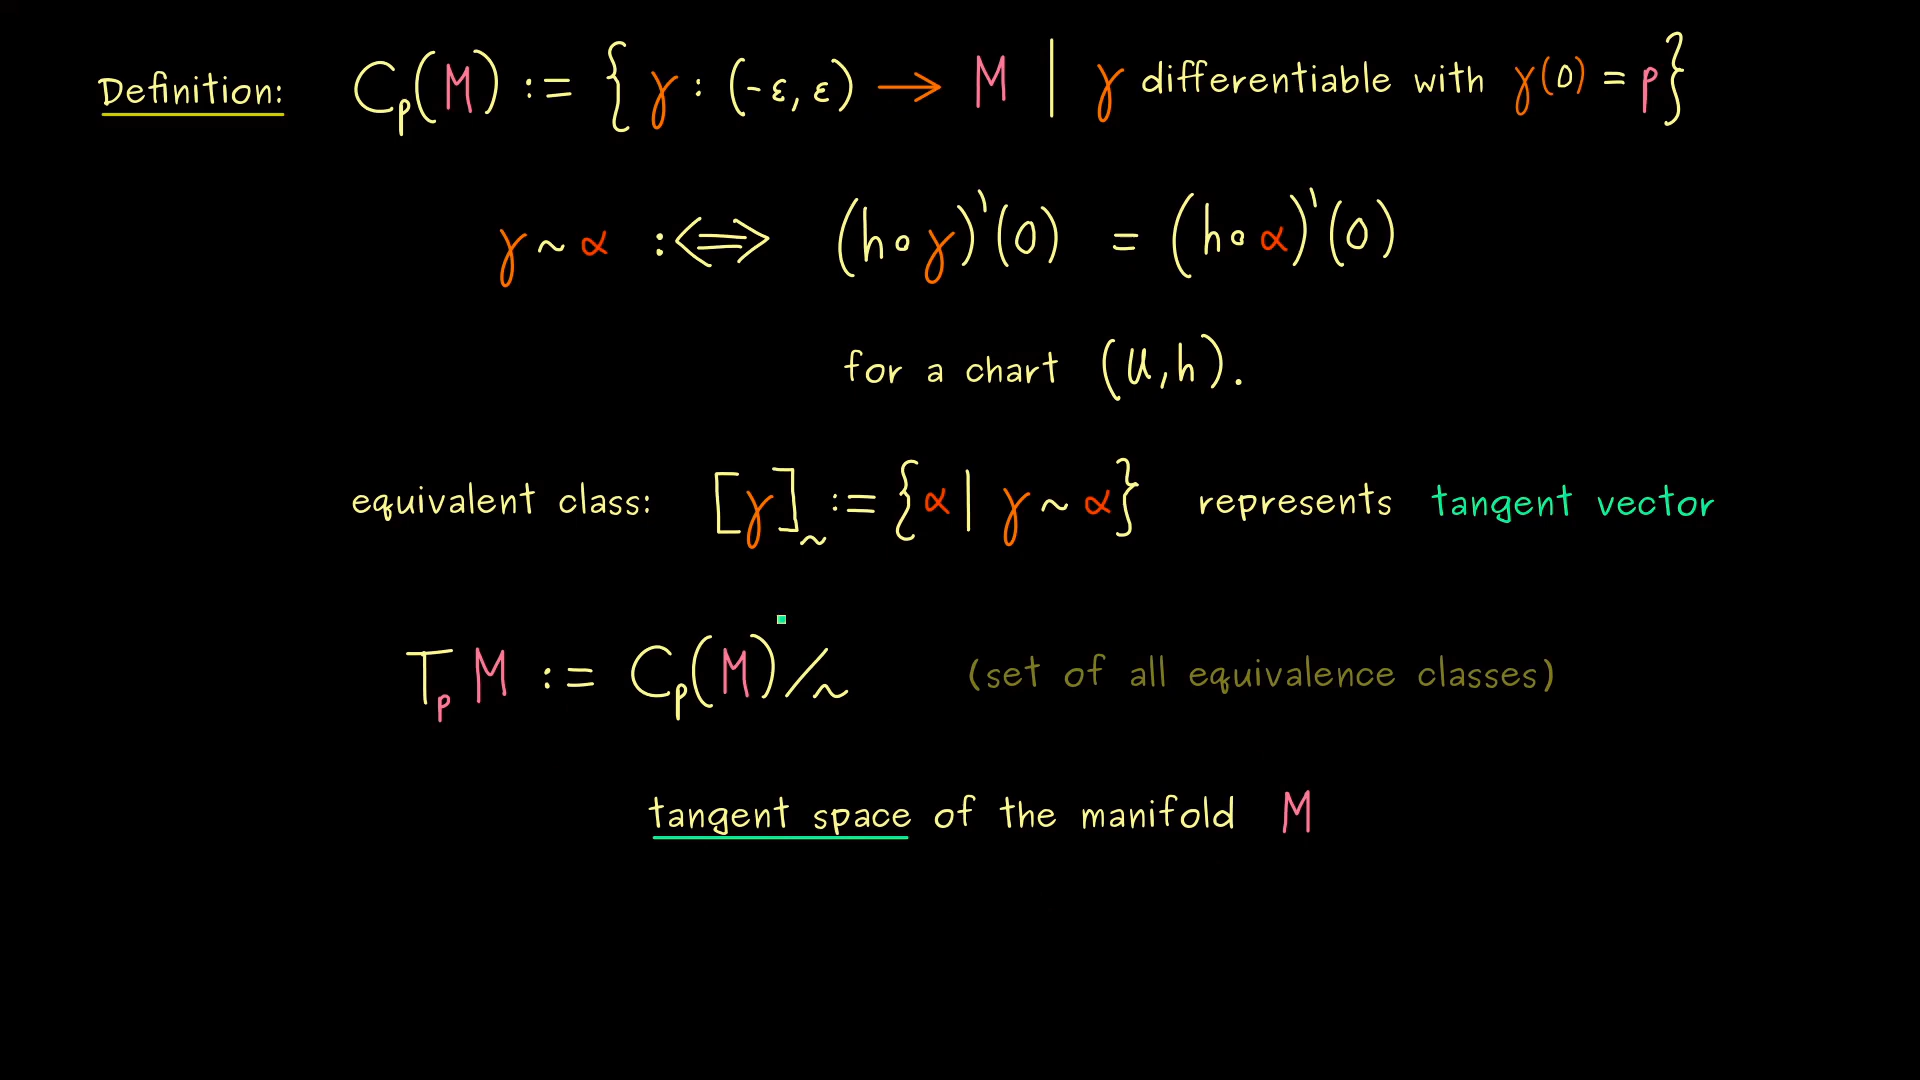 Definition: C_p(M) := { γ : (-ε, ε) → M | γ differentiable with γ(0) = p}
γ ~ α :⟺ (h∘γ)'(0) = (h∘α)'(0)
for a chart (U,h).
equivalent class: [γ]_~ := {α | γ ~ α} represents tangent vector
T_p M := C_p(M)/~ (set of all equivalence classes)
tangent space of the manifold M